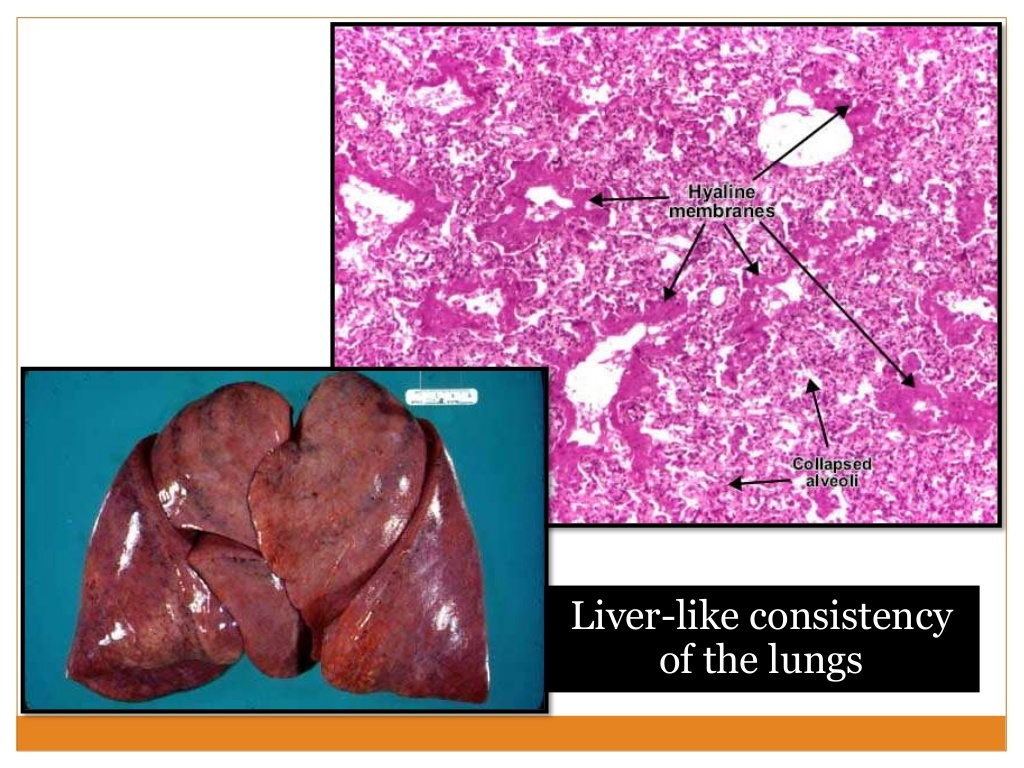 Hyaline
membranes
Collapsed
alveoli
Liver-like consistency
of the lungs